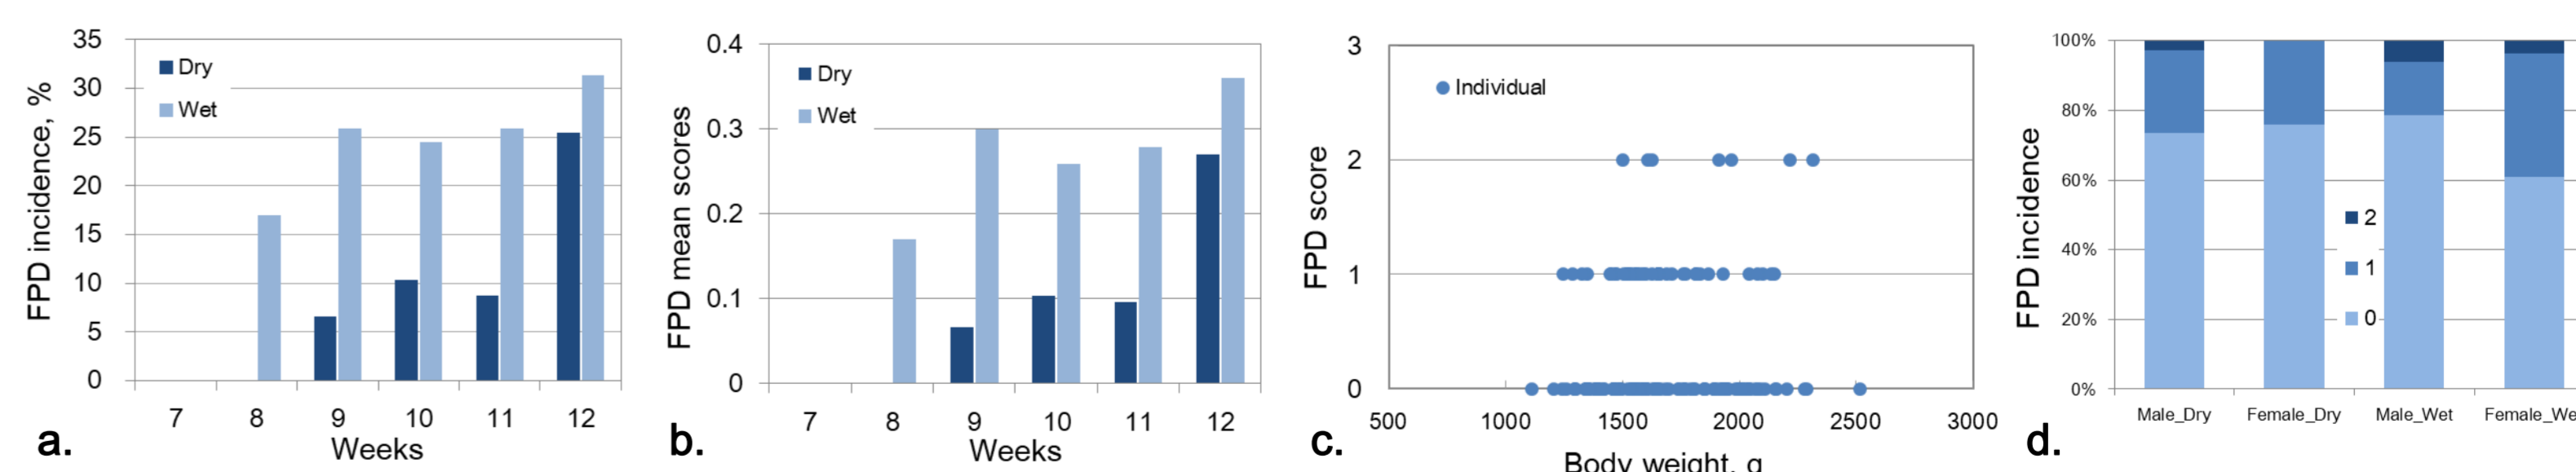 FPD incidence, %
35
30
25
20
15
10
5
0
Dry
Wet
7 8 9 10 11 12
Weeks
a.
FPD mean scores
0.4
0.3
0.2
0.1
0
Dry
Wet
7 8 9 10 11 12
Weeks
b.
FPD score
3
2
1
0
Individual
500 1000 1500 2000 2500 3000
Body weight, g
c.
FPD incidence
100%
80%
60%
40%
20%
0%
2
1
0
Male_Dry Female_Dry Male_Wet Female_We
d.